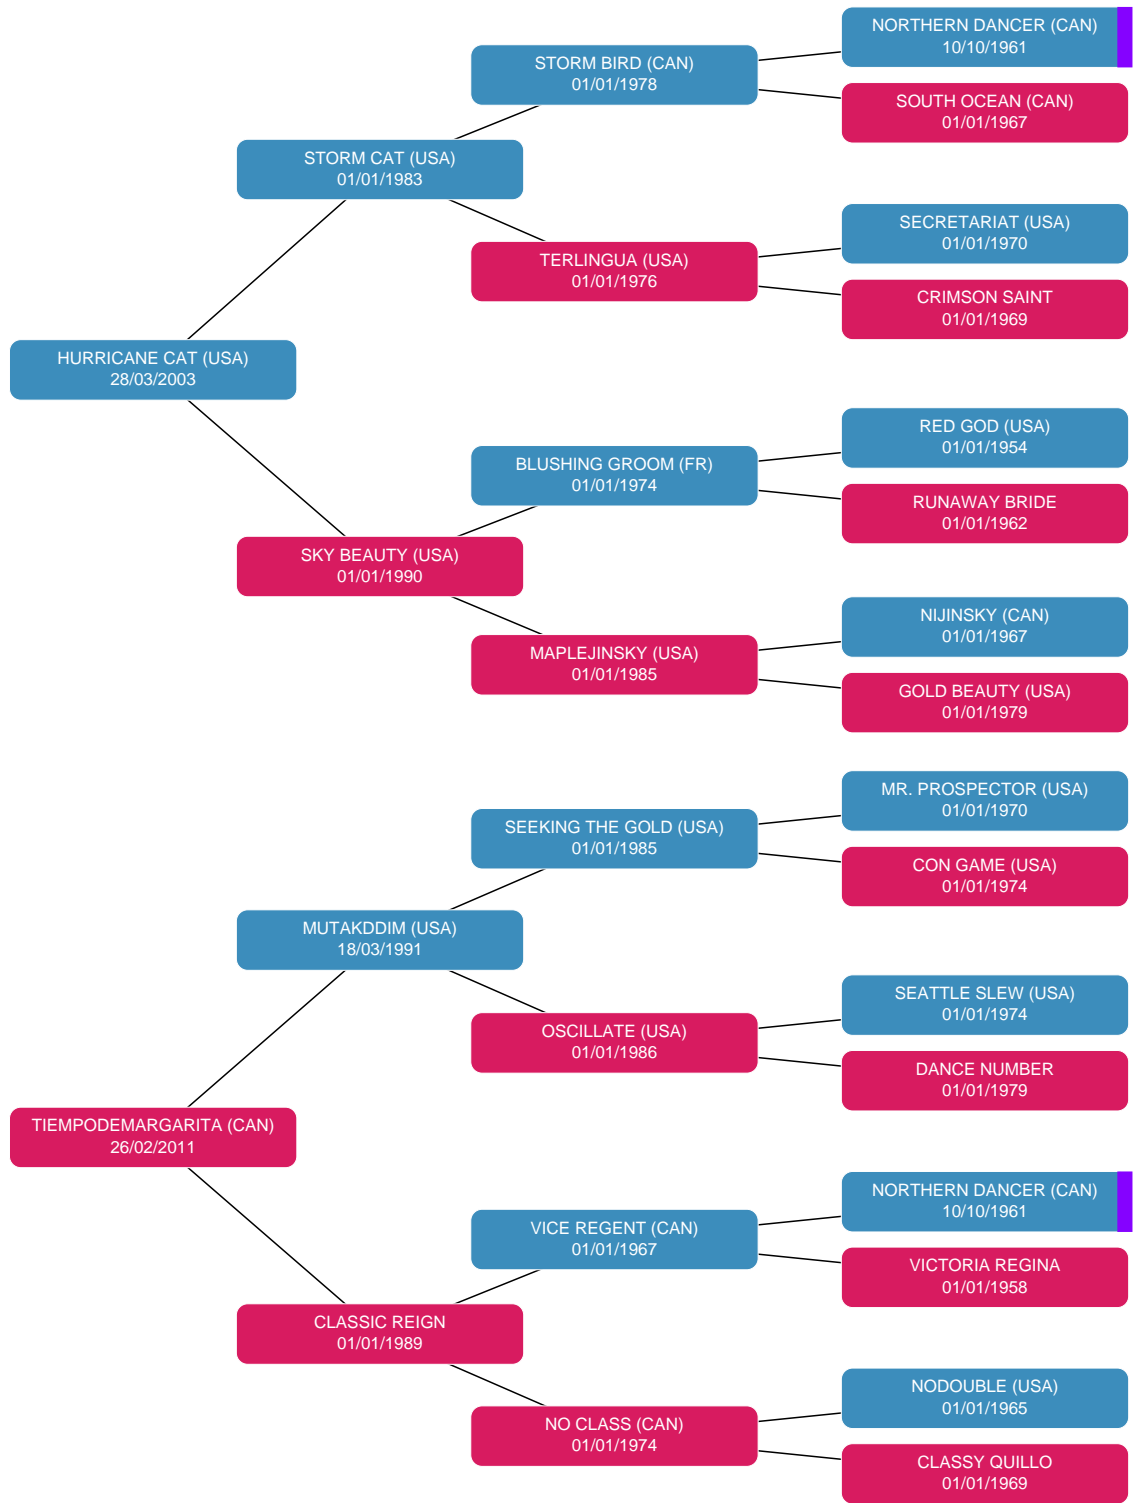 NORTHERN DANCER (CAN)
10/10/1961
STORM BIRD (CAN)
01/01/1978
SOUTH OCEAN (CAN)
01/01/1967
STORM CAT (USA)
01/01/1983
SECRETARIAT (USA)
01/01/1970
TERLINGUA (USA)
01/01/1976
CRIMSON SAINT
01/01/1969
HURRICANE CAT (USA)
28/03/2003
RED GOD (USA)
01/01/1954
BLUSHING GROOM (FR)
01/01/1974
RUNAWAY BRIDE
01/01/1962
SKY BEAUTY (USA)
01/01/1990
NIJINSKY (CAN)
01/01/1967
MAPLEJINSKY (USA)
01/01/1985
GOLD BEAUTY (USA)
01/01/1979
MR. PROSPECTOR (USA)
01/01/1970
SEEKING THE GOLD (USA)
01/01/1985
CON GAME (USA)
01/01/1974
MUTAKDDIM (USA)
18/03/1991
SEATTLE SLEW (USA)
01/01/1974
OSCILLATE (USA)
01/01/1986
DANCE NUMBER
01/01/1979
TIEMPODEMARGARITA (CAN)
26/02/2011
NORTHERN DANCER (CAN)
10/10/1961
VICE REGENT (CAN)
01/01/1967
VICTORIA REGINA
01/01/1958
CLASSIC REIGN
01/01/1989
NODOUBLE (USA)
01/01/1965
NO CLASS (CAN)
01/01/1974
CLASSY QUILLO
01/01/1969